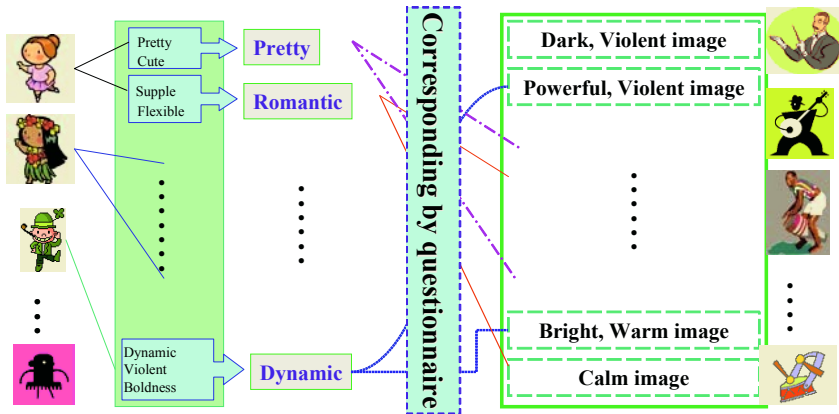 Pretty
Cute
Supple
Flexible
Dynamic
Violent
Boldness
Pretty
Romantic
Dynamic
Corresponding by questionnaire
Dark, Violent image
Powerful, Violent image
Bright, Warm image
Calm image